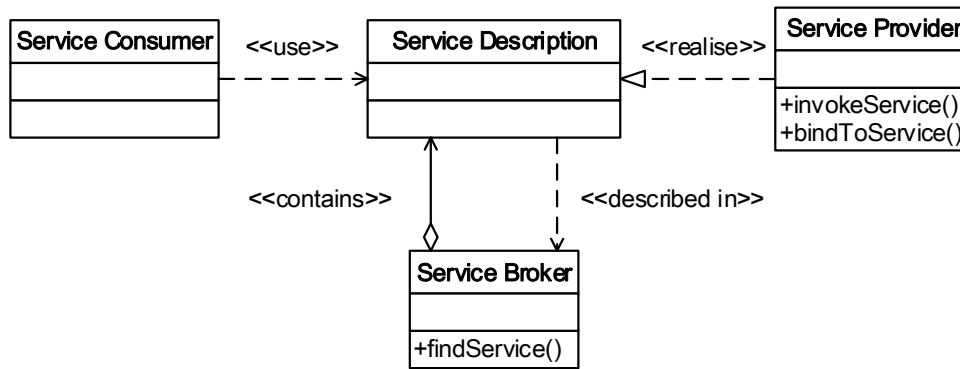 Service Consumer
<<use>>
Service Description
<<realise>>
Service Provider
+invokeService()
+bindToService()
<<contains>>
<<described in>>
Service Broker
+findService()